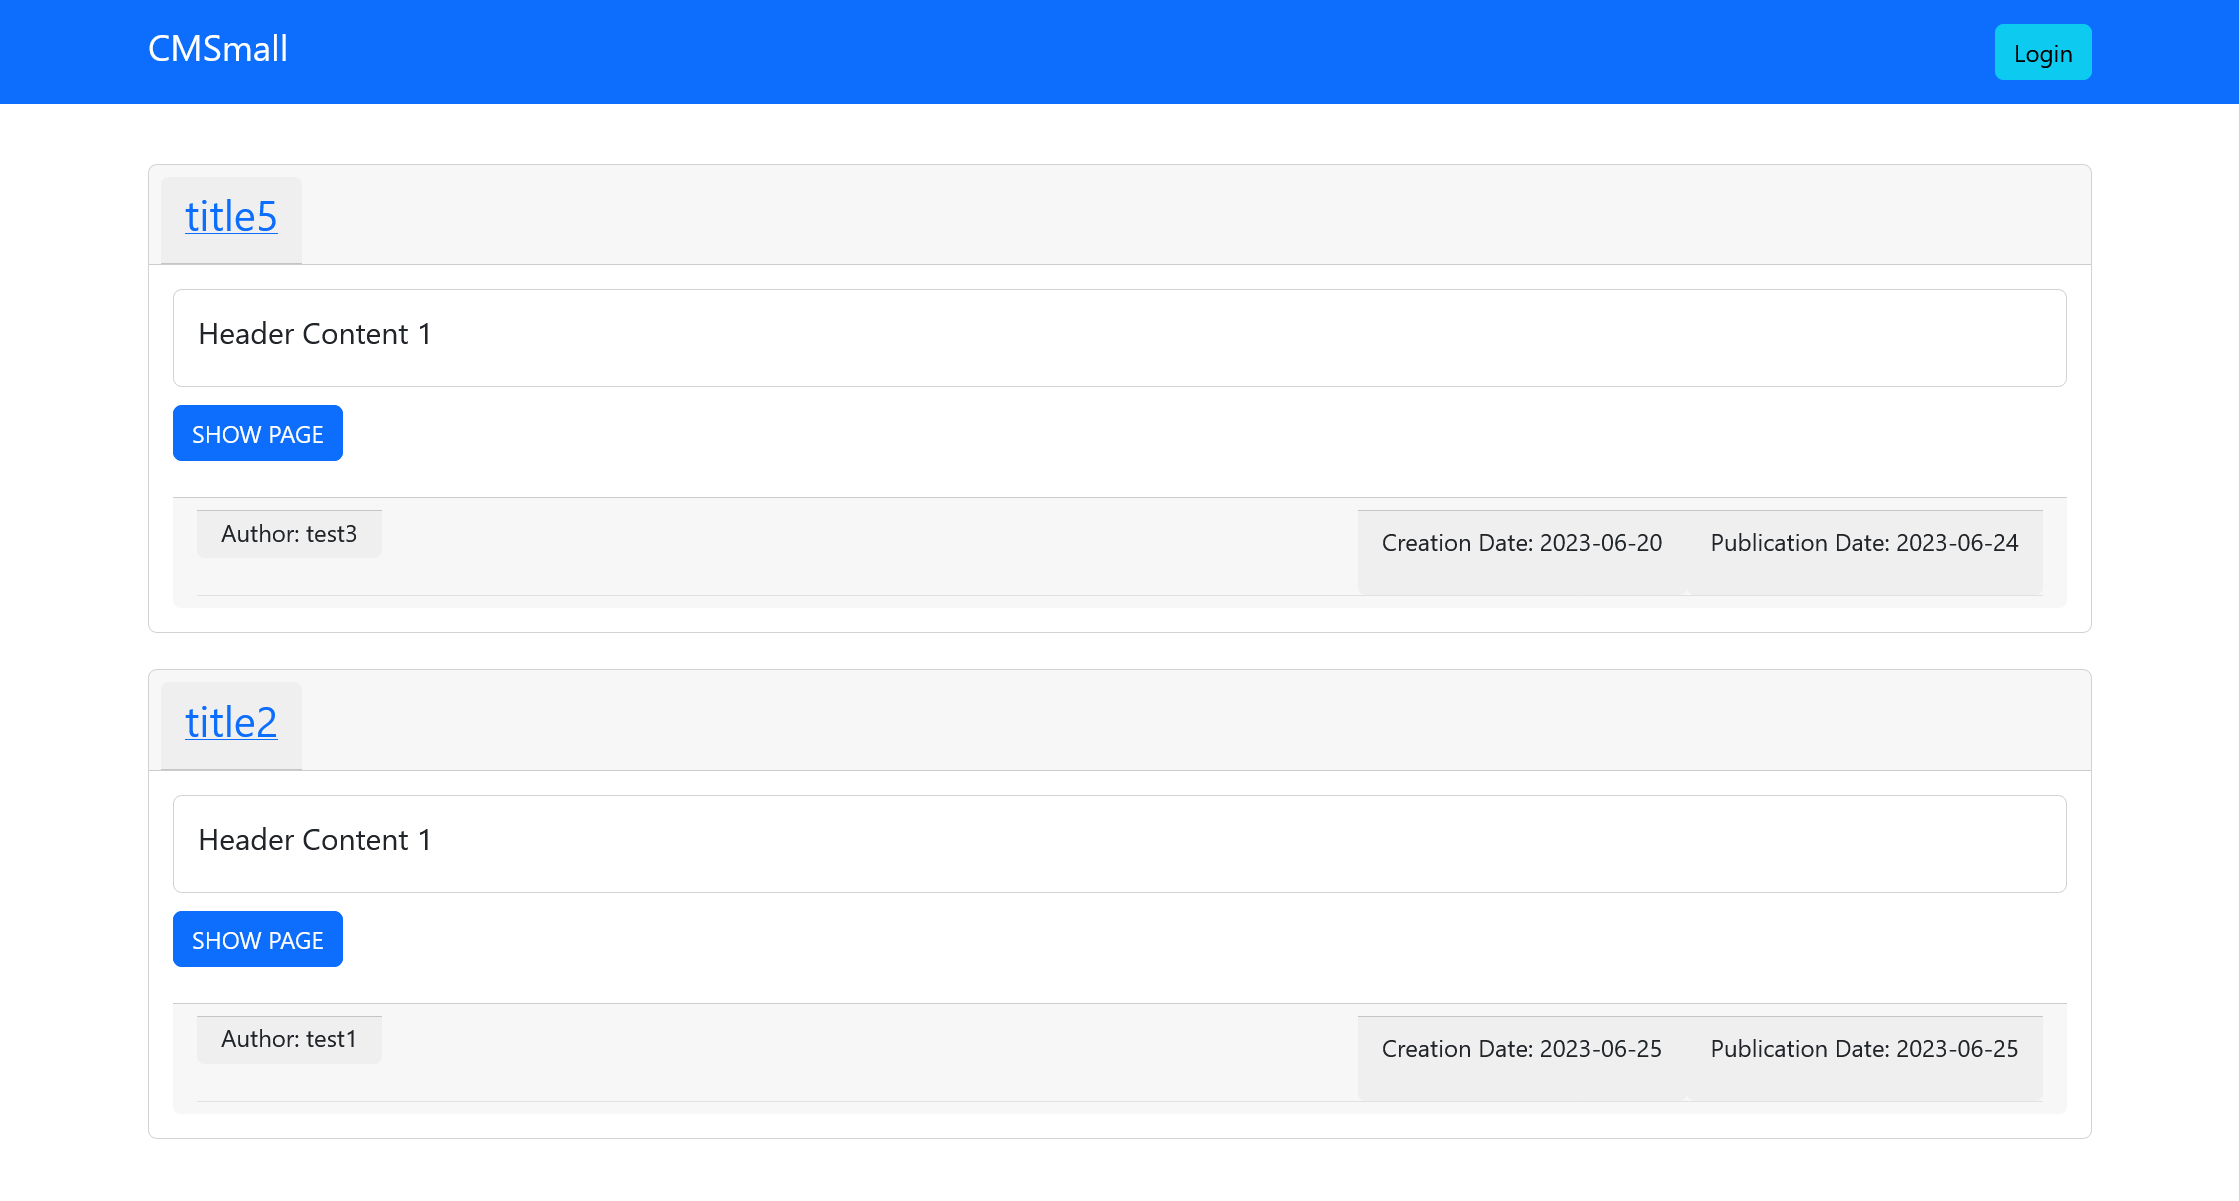 CMSmall
Login
title5
Header Content 1
SHOW PAGE
Author: test3
Creation Date: 2023-06-20
Publication Date: 2023-06-24
title2
Header Content 1
SHOW PAGE
Author: test1
Creation Date: 2023-06-25
Publication Date: 2023-06-25